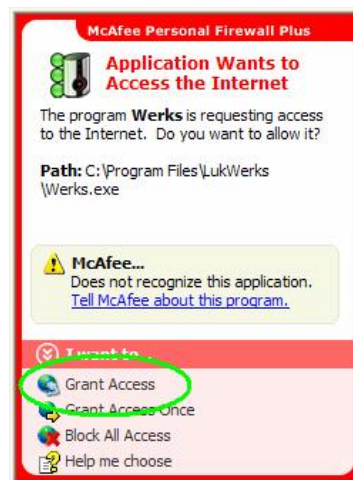 McAfee Personal Firewall Plus
Application Wants to
Access the Internet
The program Werks is requesting access
to the Internet. Do you want to allow it?
Path: C:\Program Files\LukWerks
\Werks.exe
McAfee...
Does not recognize this application.
Tell McAfee about this program.
I want to...
Grant Access
Grant Access Once
Block All Access
Help me choose